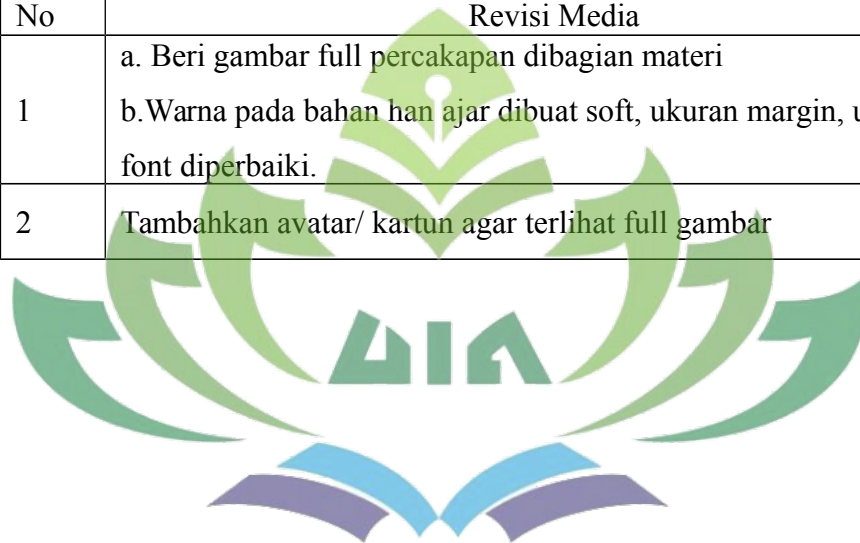 No Revisi Media
a. Beri gambar full percakapan dibagian materi
1 b.Warna pada bahan han ajar dibuat soft, ukuran margin,
font diperbaiki.
2 Tambahkan avatar/ kartun agar terlihat full gambar